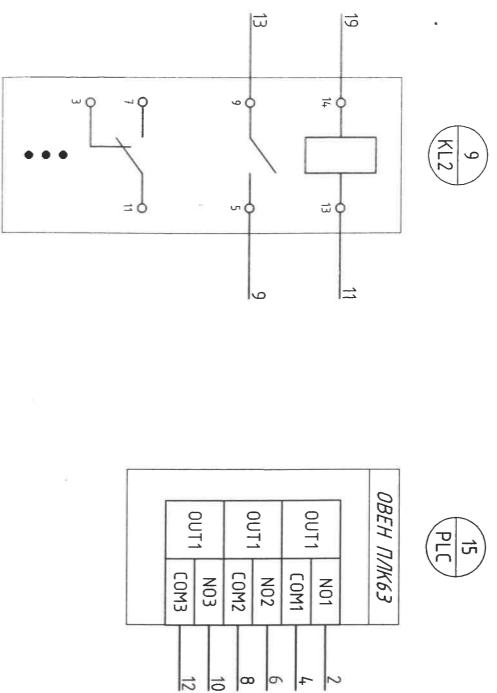 9
KL2
19 14 13 11
13 9 5 9
7 11
3
15
PLC
ОВЕН ПЛК63
OUT1 NO1 2
COM1 4
OUT1 NO2 6
COM2 8
OUT1 NO3 10
COM3 12